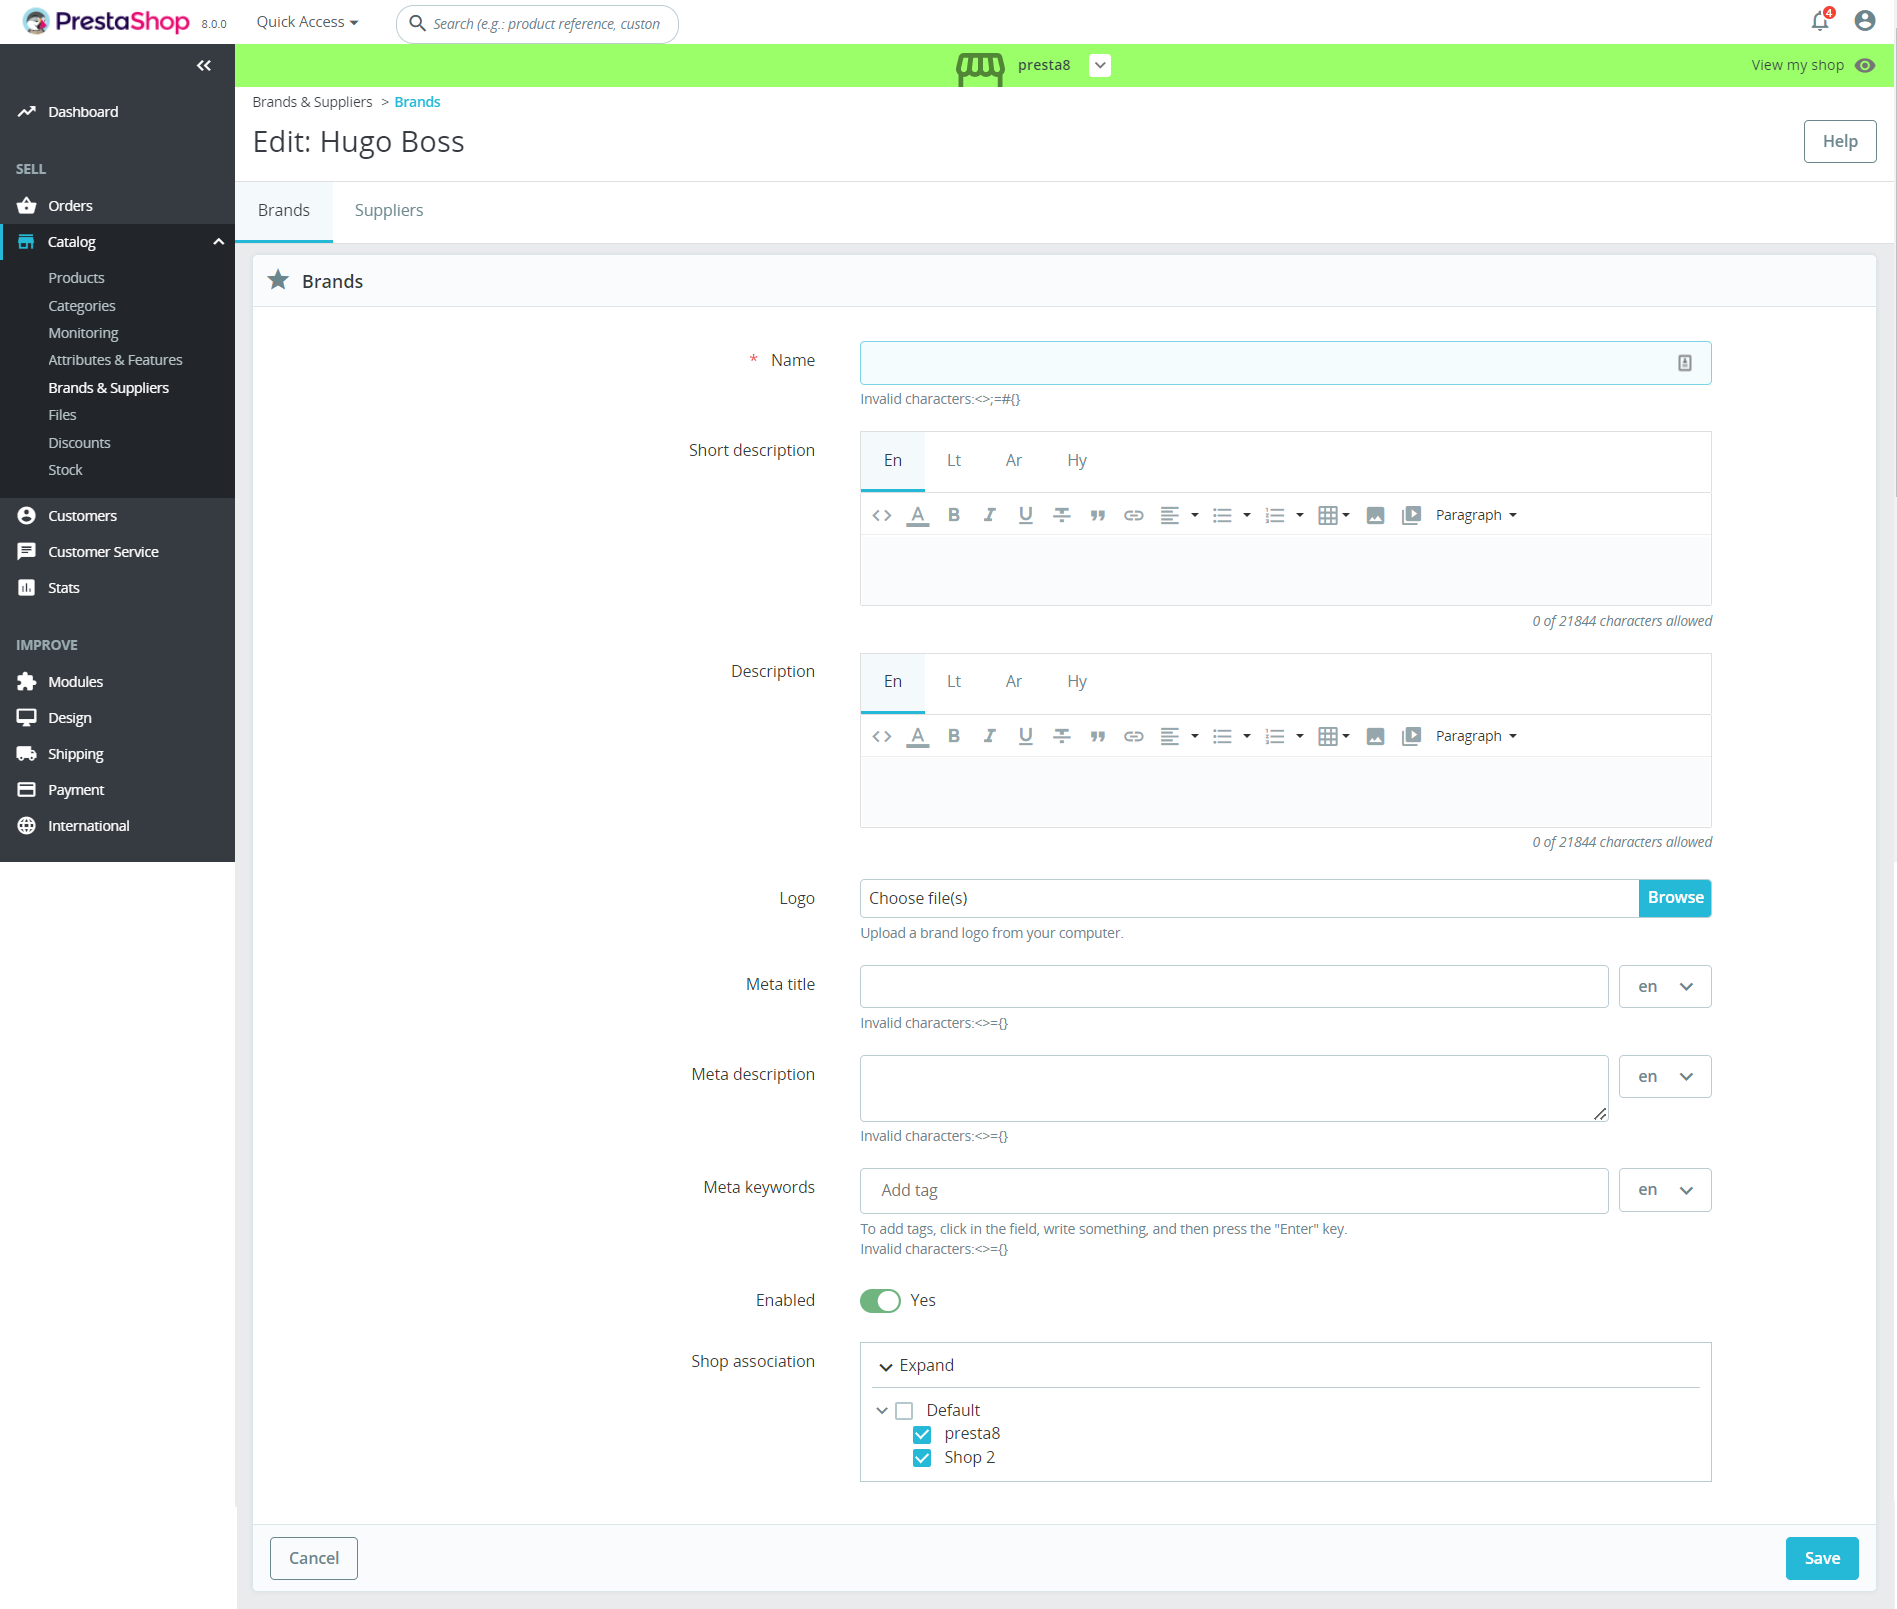 PrestaShop 8.0.0 Quick Access Search (e.g.: product reference, custon 4
presta8 View my shop
Brands & Suppliers > Brands
Edit: Hugo Boss
Help
Brands Suppliers
Dashboard
SELL
Orders
Catalog
Products
Categories
Monitoring
Attributes & Features
Brands & Suppliers
Files
Discounts
Stock
Customers
Customer Service
Stats
IMPROVE
Modules
Design
Shipping
Payment
International
Brands
* Name
Invalid characters:<>;=#{}
Short description
En Lt Ar Hy
Paragraph
0 of 21844 characters allowed
Description
En Lt Ar Hy
Paragraph
0 of 21844 characters allowed
Logo Choose file(s) Browse
Upload a brand logo from your computer.
Meta title en
Invalid characters:<>={}
Meta description en
Invalid characters:<>={}
Meta keywords Add tag en
To add tags, click in the field, write something, and then press the "Enter" key.
Invalid characters:<>={}
Enabled Yes
Shop association
Expand
Default
presta8
Shop 2
Cancel Save